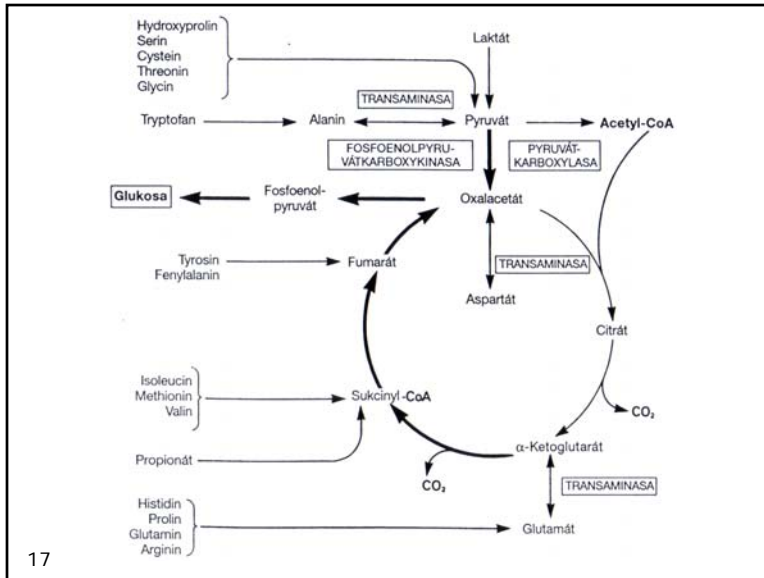 Hydroxyprolin
Serin
Cystein
Threonin
Glycin
Laktát
TRANSAMINASA
Tryptofan
Alanin
Pyruvát
Acetyl-CoA
FOSFOENOLPYRU-
VÁTKARBOXYKINASA
PYRUVÁT-
KARBOXYLASA
Glukosa
Fosfoenol-
pyruvát
Oxalacetát
Tyrosin
Fenylalanin
Fumarát
TRANSAMINASA
Aspartát
Citrát
Isoleucin
Methionin
Valin
Sukcinyl-CoA
CO₂
α-Ketoglutarát
Propionát
CO₂
TRANSAMINASA
Histidin
Prolin
Glutamin
Arginin
Glutamát
17